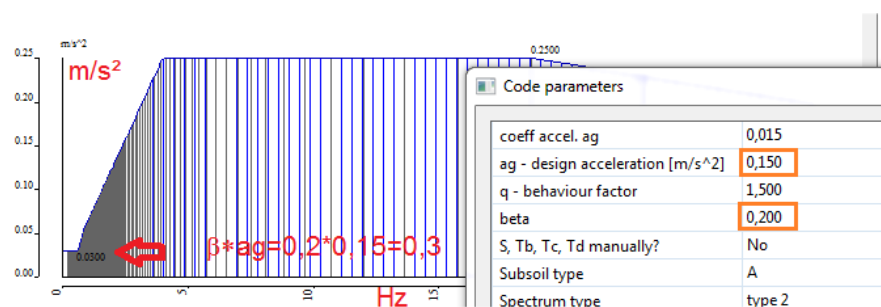 m/s^2
0.25
m/s²
0.2500
0.20
0.15
0.10
0.05
0.0300
β*ag=0,2*0,15=0,3
0.00
0.
5.
10.
Hz
15.
Code parameters
coeff accel. ag 0,015
ag - design acceleration [m/s^2] 0,150
q - behaviour factor 1,500
beta 0,200
S, Tb, Tc, Td manually? No
Subsoil type A
Spectrum type type 2